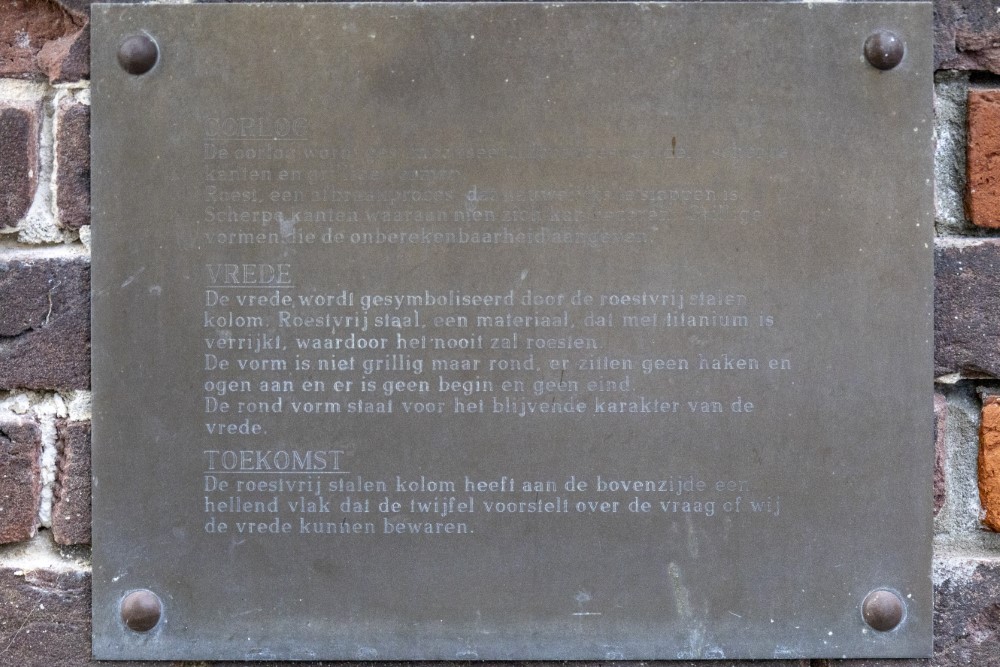 OORLOG
De oorlog wordt
kanten en
Roest, een
Scherpe kanten waaraan men zich kan
vormen, die de onberekenbaarheid aangeven.
VREDE
De vrede wordt gesymboliseerd door de roestvrij stalen
kolom. Roestvrij staal, een materiaal, dat met titanium is
verrijkt, waardoor het nooit zal roesten.
De vorm is niet grillig maar rond, er zitten geen haken en
ogen aan en er is geen begin en geen eind.
De rond vorm staat voor het blijvende karakter van de
vrede.
TOEKOMST
De roestvrij stalen kolom heeft aan de bovenzijde een
hellend vlak dat de twijfel voorstelt over de vraag of wij
de vrede kunnen bewaren.